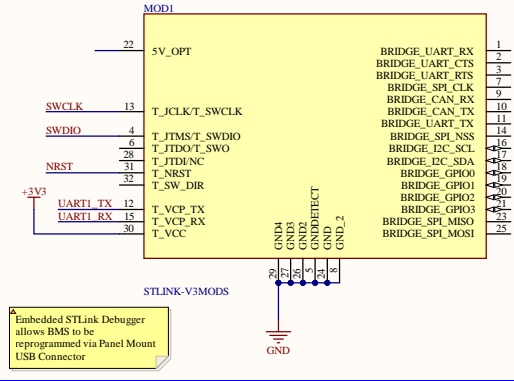 MOD1
22 5V_OPT
BRIDGE_UART_RX 1
BRIDGE_UART_CTS 2
BRIDGE_UART_RTS 3
BRIDGE_SPI_CLK 7
BRIDGE_CAN_RX 9
SWCLK 13 T_JCLK/T_SWCLK
BRIDGE_CAN_TX 10
BRIDGE_UART_TX 11
SWDIO 4 T_JTMS/T_SWDIO
BRIDGE_SPI_NSS 14
6 T_JTDO/T_SWO
BRIDGE_I2C_SCL 16
28 T_JTDI/NC
BRIDGE_I2C_SDA 17
NRST 31 T_NRST
BRIDGE_GPIO0 18
32 T_SW_DIR
BRIDGE_GPIO1 19
+3V3
BRIDGE_GPIO2 20
UART1_TX 12 T_VCP_TX
BRIDGE_GPIO3 21
UART1_RX 15 T_VCP_RX
BRIDGE_SPI_MISO 23
30 T_VCC
BRIDGE_SPI_MOSI 25
GND4 29
GND3 27
GND2 26
GNDDETECT 5
GND 24
GND_2 8
STLINK-V3MODS
GND
Embedded STLink Debugger
allows BMS to be
reprogrammed via Panel Mount
USB Connector